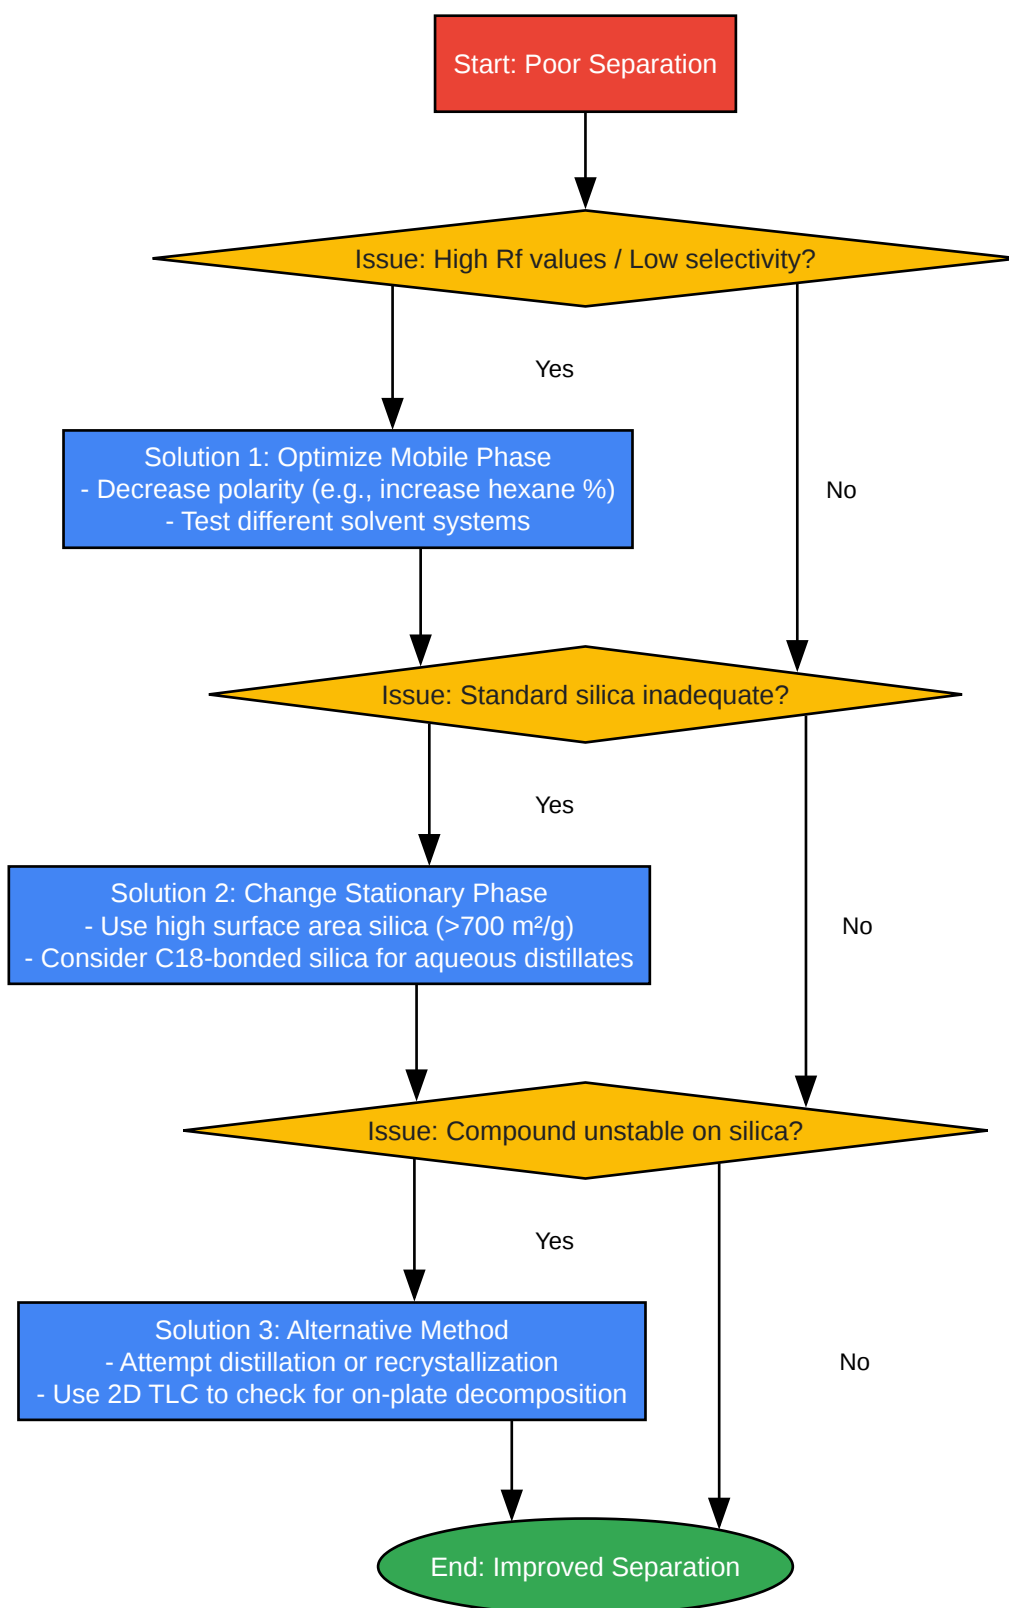 Start: Poor Separation
Issue: High Rf values / Low selectivity?
Yes
Solution 1: Optimize Mobile Phase
- Decrease polarity (e.g., increase hexane %)
- Test different solvent systems
No
Issue: Standard silica inadequate?
Yes
Solution 2: Change Stationary Phase
- Use high surface area silica (>700 m²/g)
- Consider C18-bonded silica for aqueous distillates
No
Issue: Compound unstable on silica?
Yes
Solution 3: Alternative Method
- Attempt distillation or recrystallization
- Use 2D TLC to check for on-plate decomposition
No
End: Improved Separation